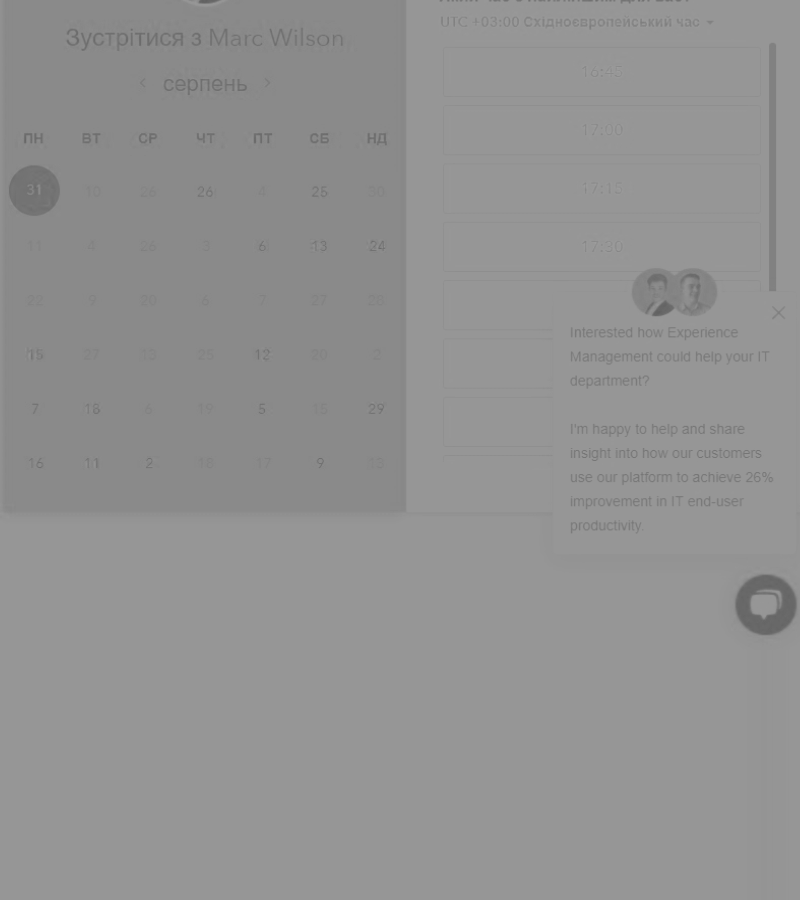 UTC +03:00 Східноєвропейський час
Зустрітися з Marc Wilson
серпень
ПН ВТ СР ЧТ ПТ СБ НД
31 10 26 26 4 25 30
11 4 28 3 6 13 24
22 9 20 6 7 27 28
15 27 23 25 12 20 2
7 18 6 19 5 15 29
16 11 2 18 17 9 13
16:45
17:00
17:15
17:30
Interested how Experience
Management could help your IT
department?
I'm happy to help and share
insight into how our customers
use our platform to achieve 26%
improvement in IT end-user
productivity.